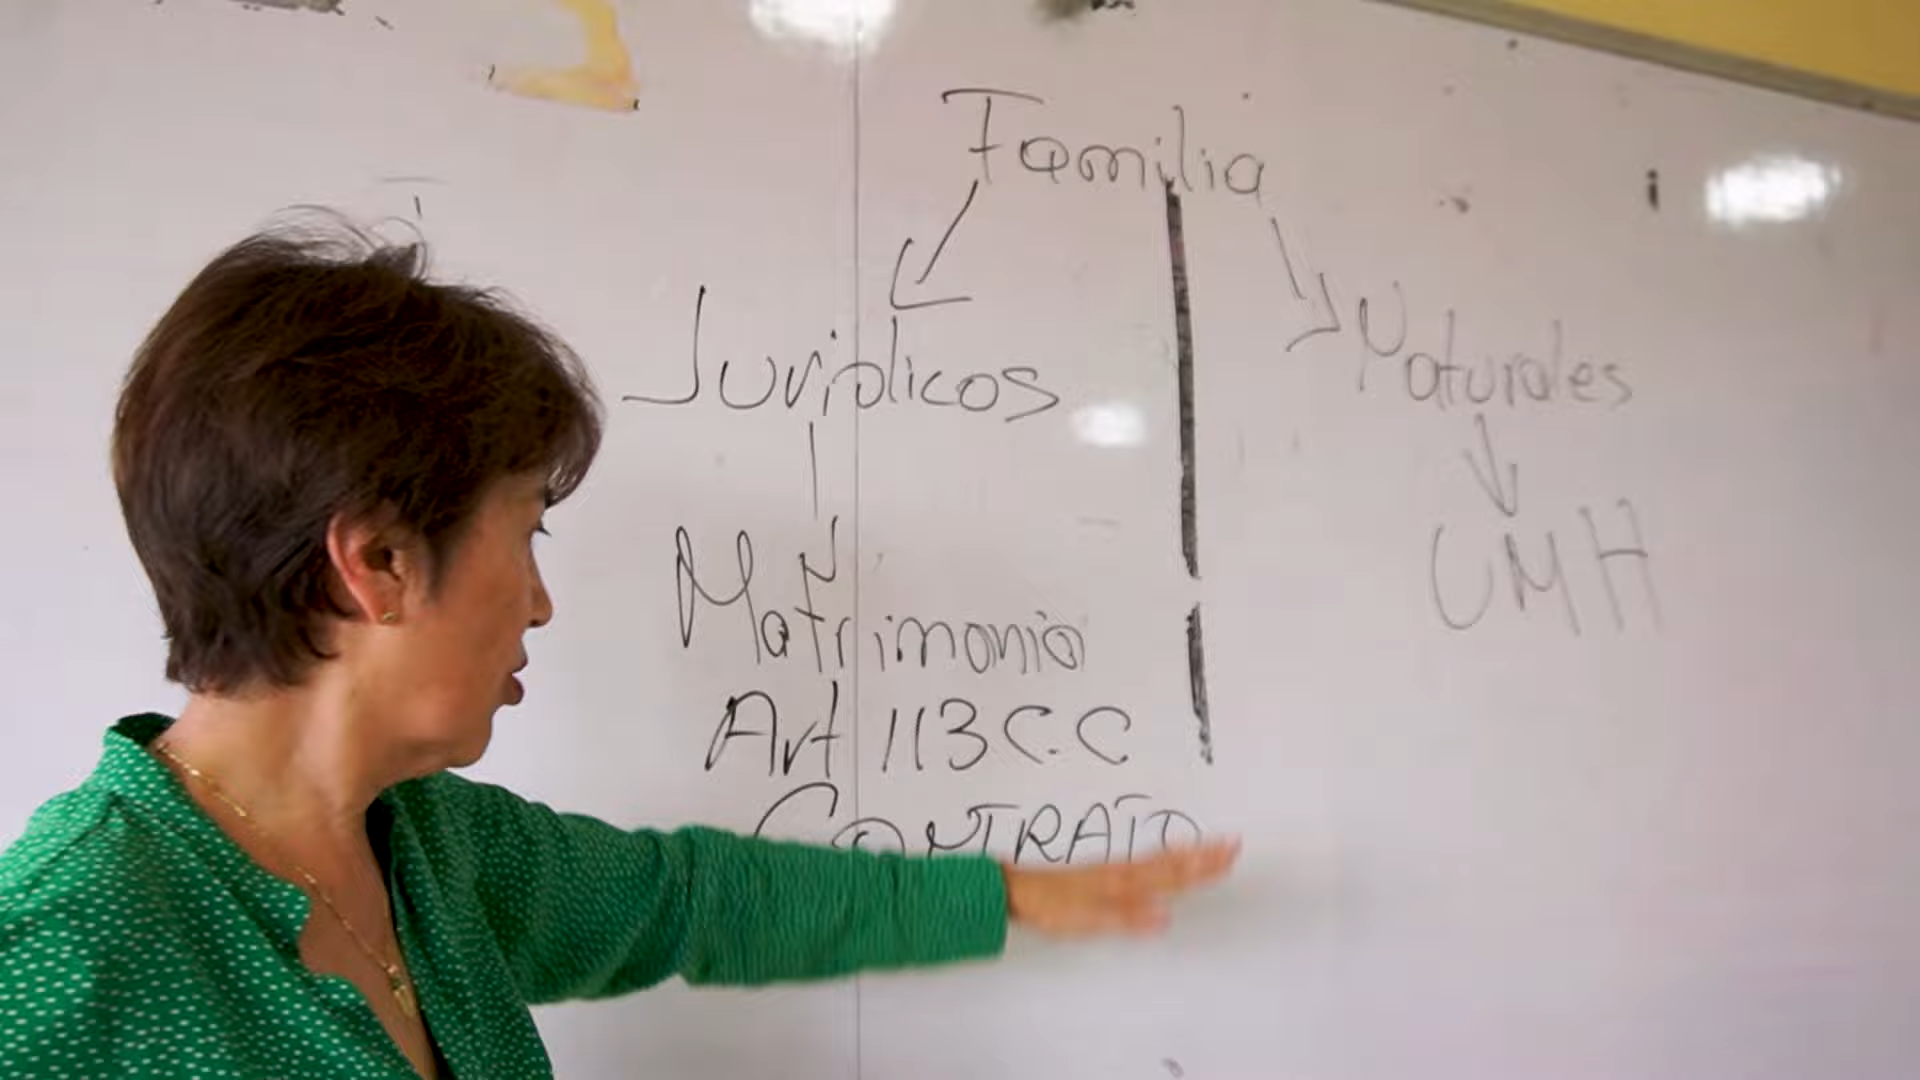 Familia
Juridicos
Naturales
UMH
Matrimonio
Art 113 C.C
CONTRATO